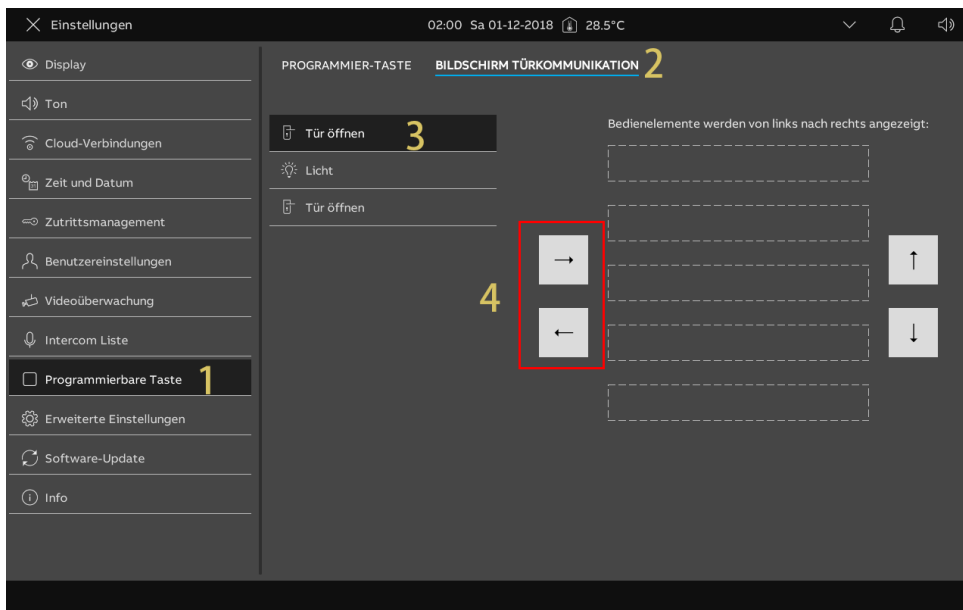 Einstellungen
02:00 Sa 01-12-2018 28.5°C
Display
Ton
Cloud-Verbindungen
Zeit und Datum
Zutrittsmanagement
Benutzereinstellungen
Videoüberwachung
Intercom Liste
Programmierbare Taste 1
Erweiterte Einstellungen
Software-Update
Info
PROGRAMMIER-TASTE BILDSCHIRM TÜRKOMMUNIKATION 2
Tür öffnen 3
Licht
Tür öffnen
4
→
←
Bedienelemente werden von links nach rechts angezeigt:
↑
↓